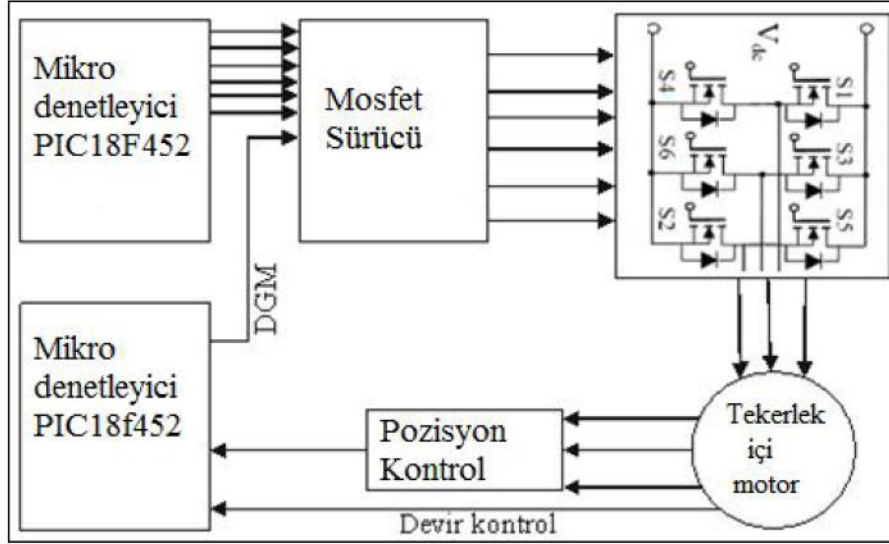 Mikro
denetleyici
PIC18F452
Mosfet
Sürücü
Vdc
S4
S1
S6
S3
S2
S5
DGM
Mikro
denetleyici
PIC18f452
Pozisyon
Kontrol
Tekerlek
içi
motor
Devir kontrol